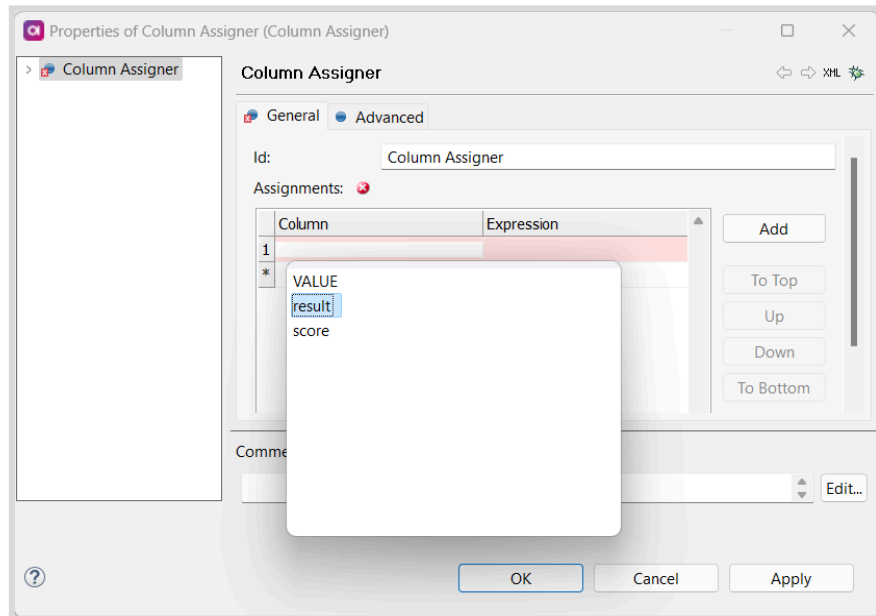 Properties of Column Assigner (Column Assigner)
Column Assigner
Column Assigner
XML
General
Advanced
Id:
Column Assigner
Assignments:
Column
Expression
Add
1
*
VALUE
To Top
result
Up
score
Down
To Bottom
Comme
Edit...
?
OK
Cancel
Apply